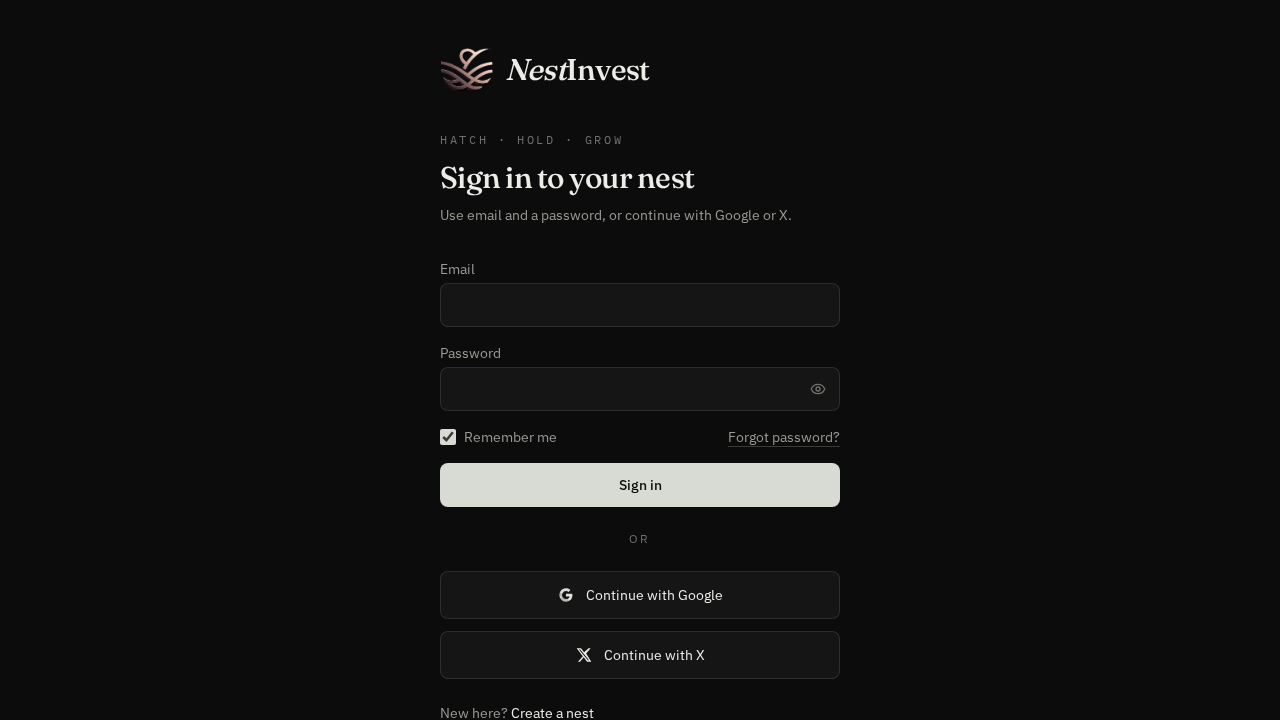 NestInvest
HATCH · HOLD · GROW
Sign in to your nest
Use email and a password, or continue with Google or X.
Email
Password
Remember me
Forgot password?
Sign in
OR
Continue with Google
Continue with X
New here? Create a nest